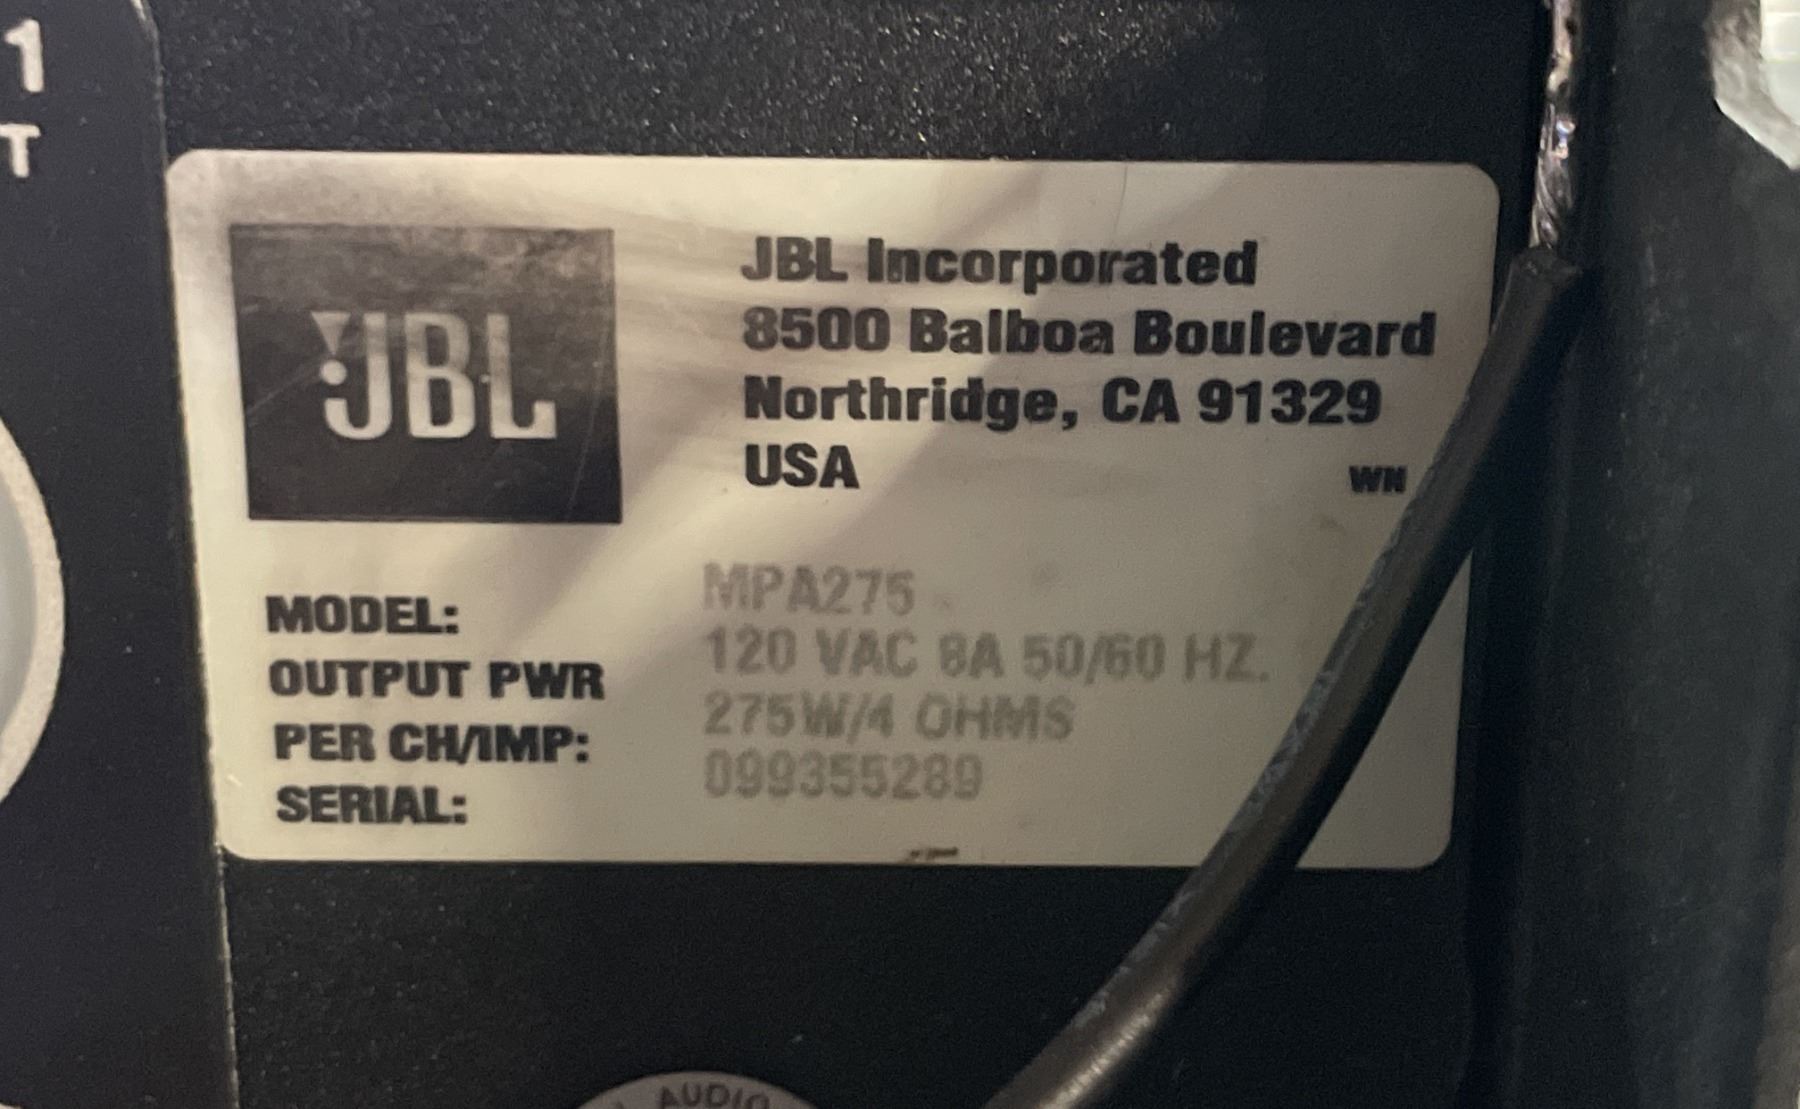 1
T
JBL
JBL Incorporated
8500 Balboa Boulevard
Northridge, CA 91329
USA
WN
MODEL: MPA275
OUTPUT PWR 120 VAC 8A 50/60 HZ.
PER CH/IMP: 275W/4 OHMS
SERIAL: 099355289
AUDIO